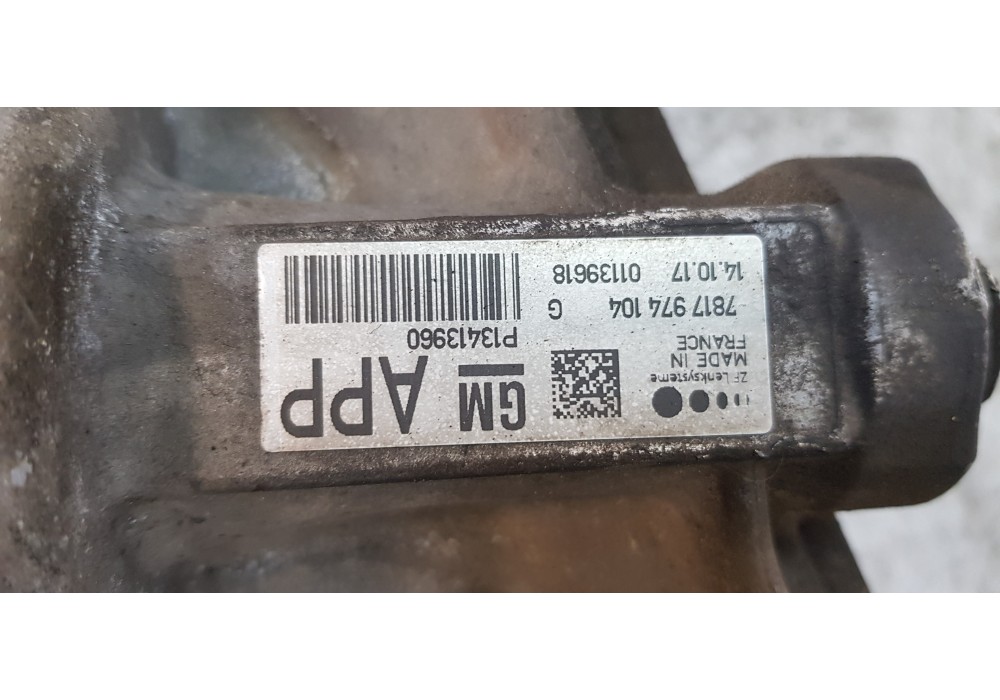 ZF Lenksysteme
MADE IN
FRANCE
GM
APP
P13413960
7817 974 104 G
14.10.17 01139618